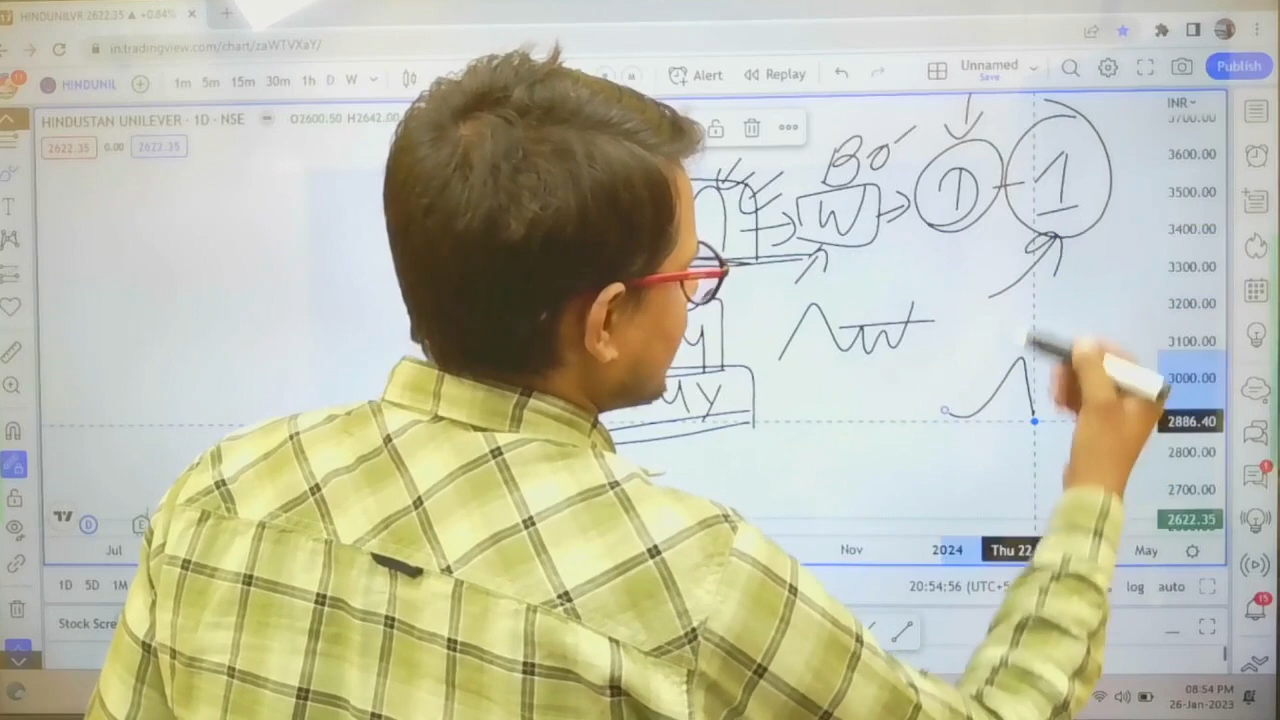 HINDUNILVR 2622.35 ▲ +0.84%
in.tradingview.com/chart/zaWTVXaY/
HINDUNIL 1m 5m 15m 30m 1h D W Alert Replay Unnamed Publish
Save
HINDUSTAN UNILEVER · 1D · NSE O2600.50 H2642.00
INR
2622.35 0.00 2622.35
3700.00
3600.00
3500.00
3400.00
3300.00
3200.00
3100.00
3000.00
2886.40
2800.00
2700.00
2622.35
BO
W D 1
MY
Jul Nov 2024 Thu 22 May
1D 5D 1M 20:54:56 (UTC+5 log auto
Stock Scre
08:54 PM
26-Jan-2023